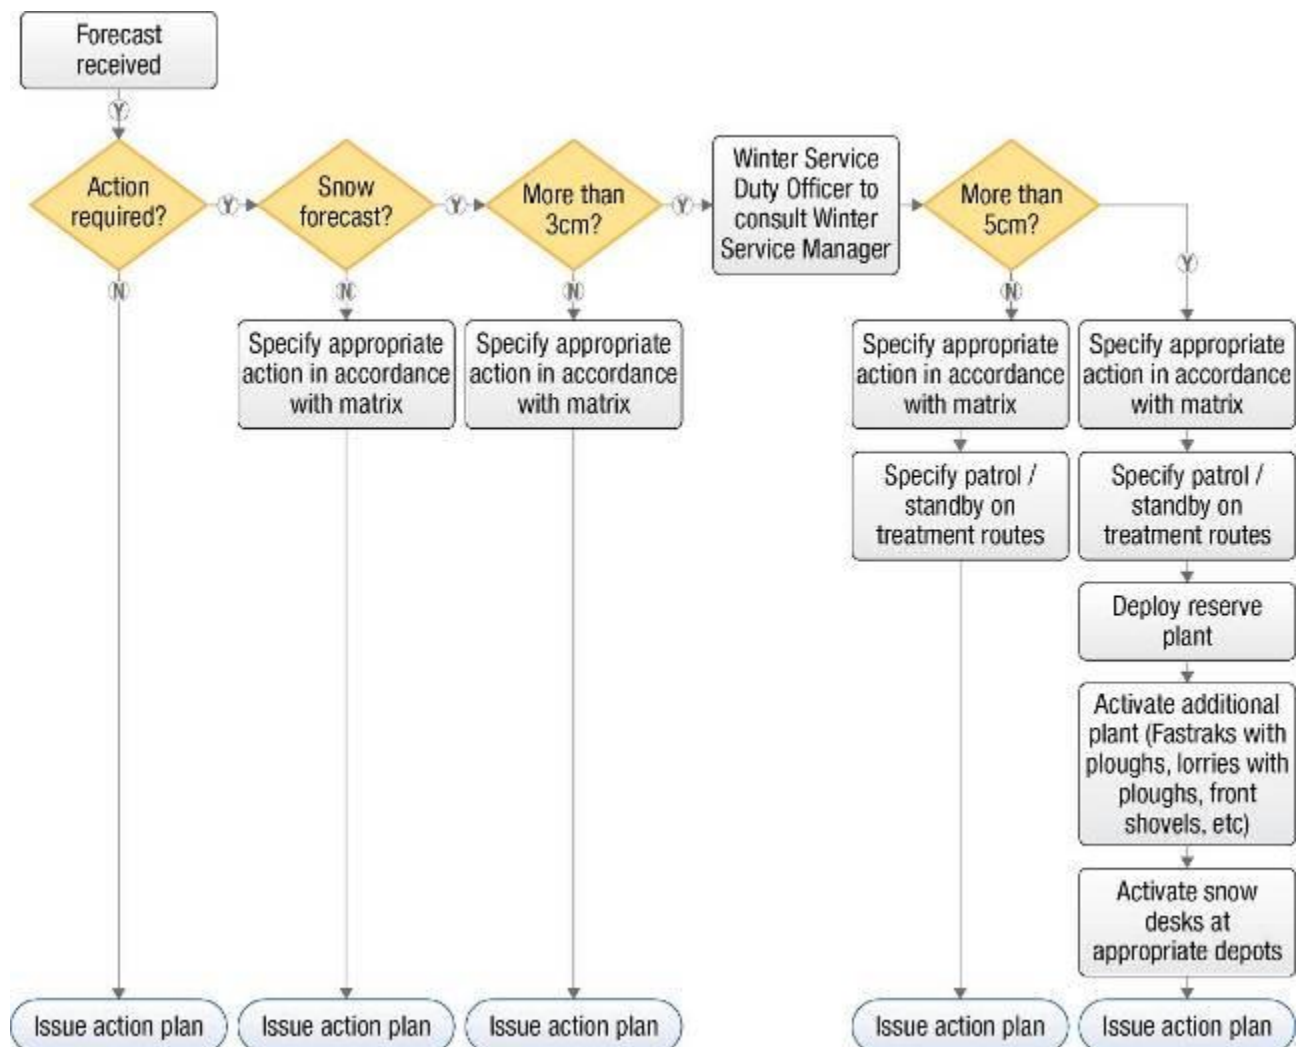 Forecast
received
Y
Action
required?
Y
Snow
forecast?
Y
More than
3cm?
Y
Winter Service
Duty Officer to
consult Winter
Service Manager
More than
5cm?
Y
N
N
N
N
Specify appropriate
action in accordance
with matrix
Specify appropriate
action in accordance
with matrix
Specify appropriate
action in accordance
with matrix
Specify appropriate
action in accordance
with matrix
Specify patrol /
standby on
treatment routes
Specify patrol /
standby on
treatment routes
Deploy reserve
plant
Activate additional
plant (Fastraks with
ploughs, lorries with
ploughs, front
shovels, etc)
Activate snow
desks at
appropriate depots
Issue action plan
Issue action plan
Issue action plan
Issue action plan
Issue action plan